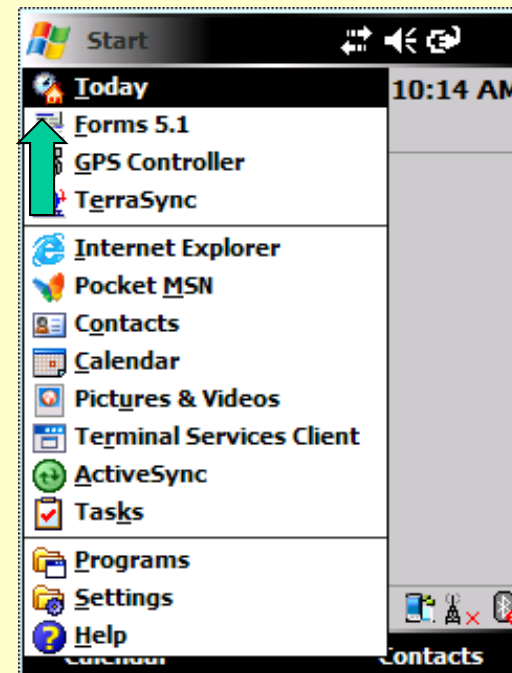 Start
Today
10:14 AM
Forms 5.1
GPS Controller
TerraSync
Internet Explorer
Pocket MSN
Contacts
Calendar
Pictures & Videos
Terminal Services Client
ActiveSync
Tasks
Programs
Settings
Help
Calendar Contacts